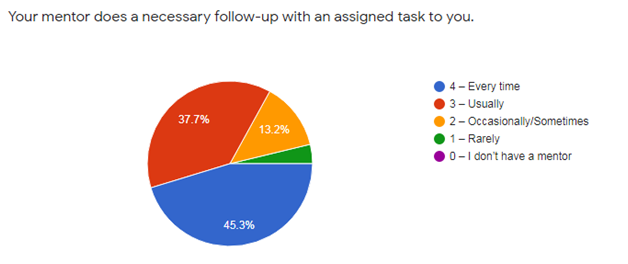 Your mentor does a necessary follow-up with an assigned task to you.
37.7%
13.2%
45.3%
4 – Every time
3 – Usually
2 – Occasionally/Sometimes
1 – Rarely
0 – I don't have a mentor